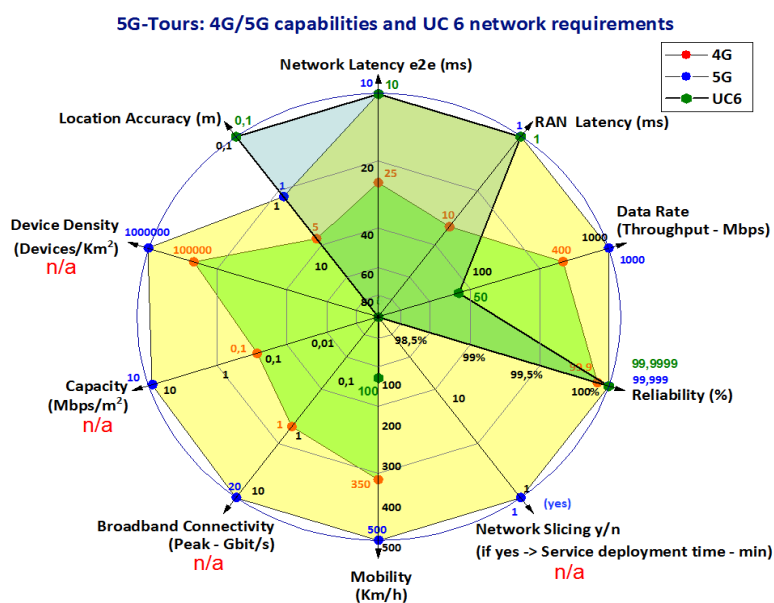 5G-Tours: 4G/5G capabilities and UC 6 network requirements
4G
5G
UC6
Network Latency e2e (ms)
10
10
20
25
40
60
80
RAN Latency (ms)
1
1
10
Data Rate
(Throughput - Mbps)
1000
1000
400
100
50
Reliability (%)
99,9999
99,999
99,9
100%
99,5%
99%
98,5%
Network Slicing y/n
(if yes -> Service deployment time - min)
n/a
(yes)
1
1
10
Mobility
(Km/h)
500
500
400
350
300
200
100
100
Broadband Connectivity
(Peak - Gbit/s)
n/a
20
10
1
1
0,1
Capacity
(Mbps/m2)
n/a
10
10
1
0,1
0,1
0,01
Device Density
(Devices/Km2)
n/a
1000000
100000
Location Accuracy (m)
0,1
0,1
1
1
5
10